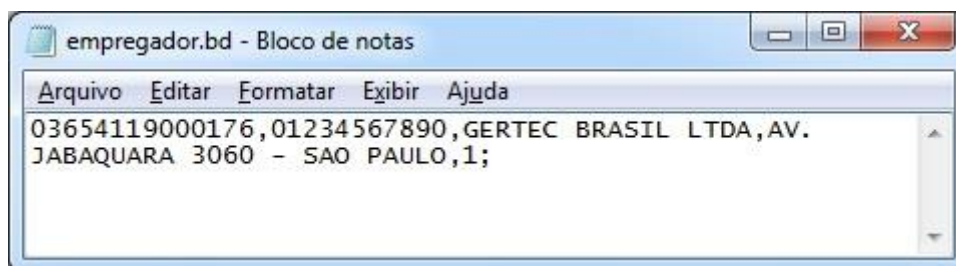 empregador.bd - Bloco de notas
Arquivo Editar Formatar Exibir Ajuda
03654119000176,01234567890,GERTEC BRASIL LTDA,AV.
JABAQUARA 3060 - SAO PAULO,1;